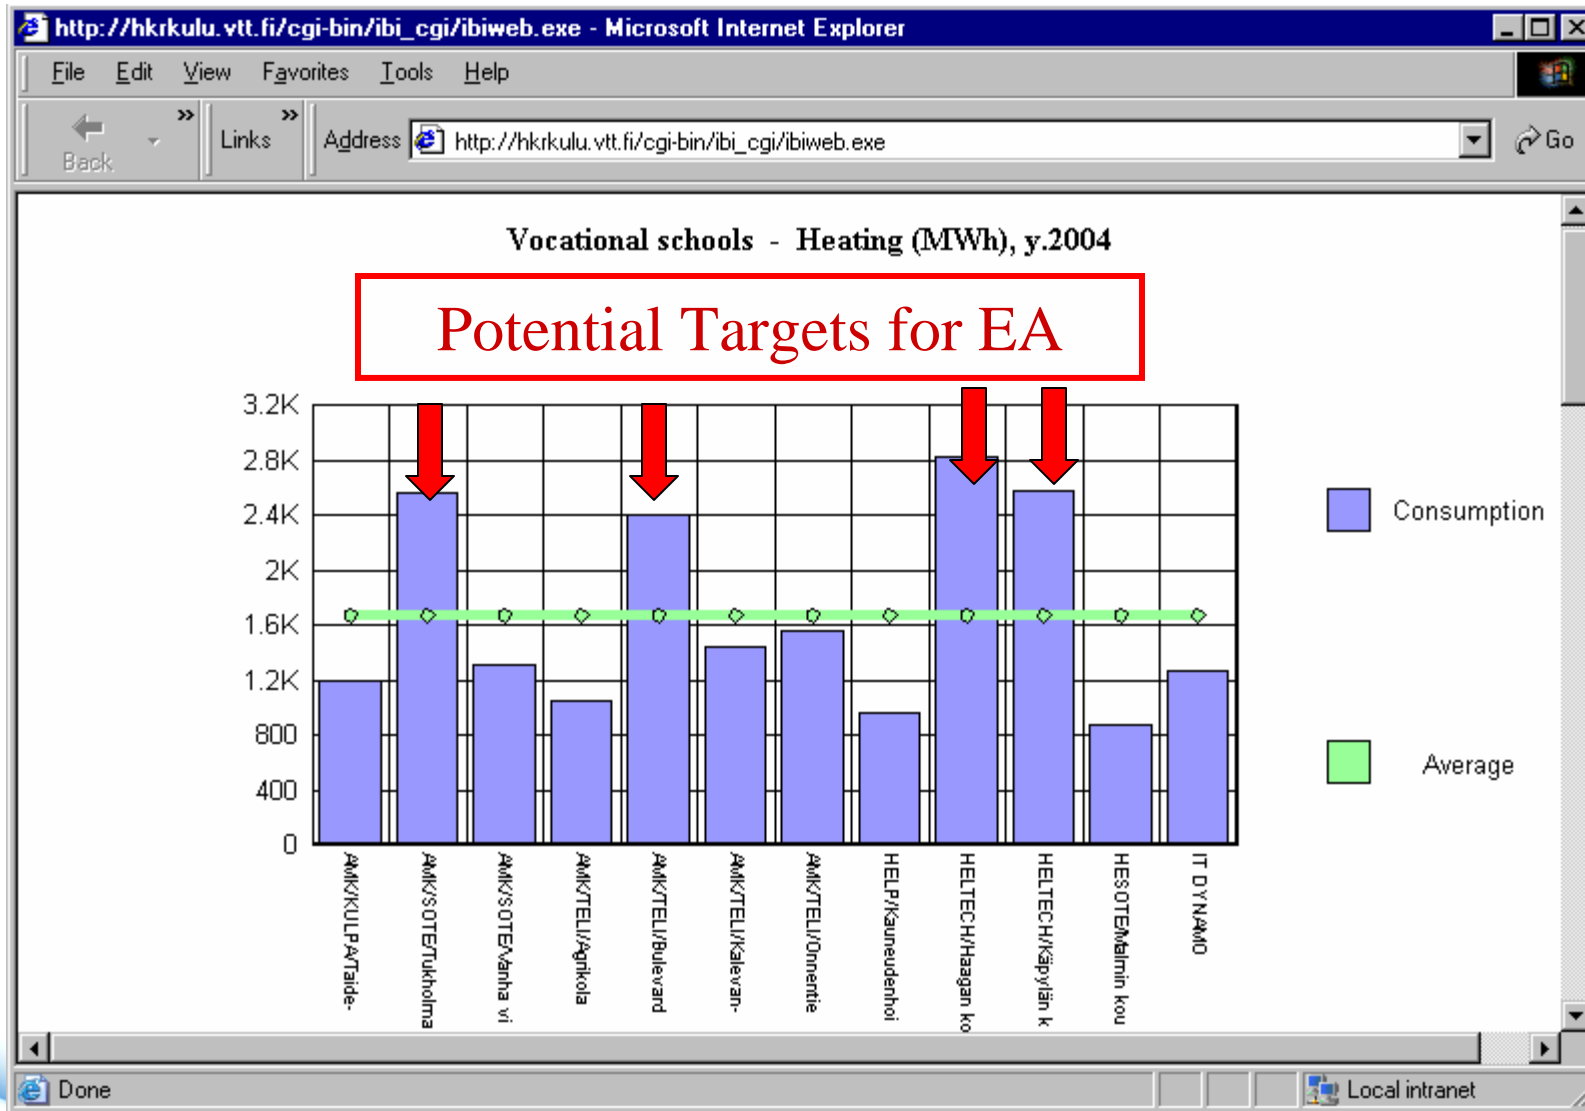 http://hkrkulu.vtt.fi/cgi-bin/ibi_cgi/ibiweb.exe - Microsoft Internet Explorer
File Edit View Favorites Tools Help
Back » Links » Address http://hkrkulu.vtt.fi/cgi-bin/ibi_cgi/ibiweb.exe Go
Vocational schools - Heating (MWh), y.2004
Potential Targets for EA
3.2K
2.8K
2.4K
2K
1.6K
1.2K
800
400
0
Consumption
Average
AMK/KULPA/Taide-
AMK/SOTE/Tukholma
AMK/SOTE/Vanha vi
AMK/TELI/Agrikola
AMK/TELI/Bulevard
AMK/TELI/Kalevan-
AMK/TELI/Onnentie
HELP/Kauneudenhoi
HELTECH/Haagan ko
HELTECH/Käpylän k
HESOTE/Malmin kou
IT DYNAMO
Done Local intranet